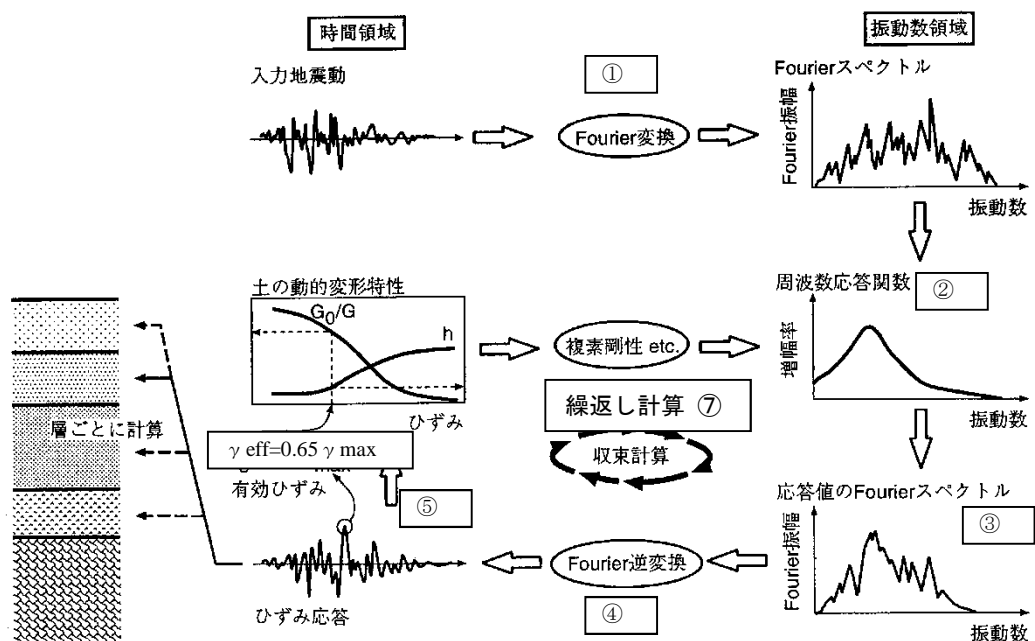 時間領域
振動数領域
入力地震動
①
Fourierスペクトル
Fourier変換
Fourier振幅
振動数
土の動的変形特性
G₀/G
h
周波数応答関数
②
複素剛性 etc.
増幅率
ひずみ
振動数
繰返し計算 ⑦
収束計算
層ごとに計算
γ eff=0.65 γ max
有効ひずみ
⑤
応答値のFourierスペクトル
③
Fourier逆変換
Fourier振幅
ひずみ応答
④
振動数